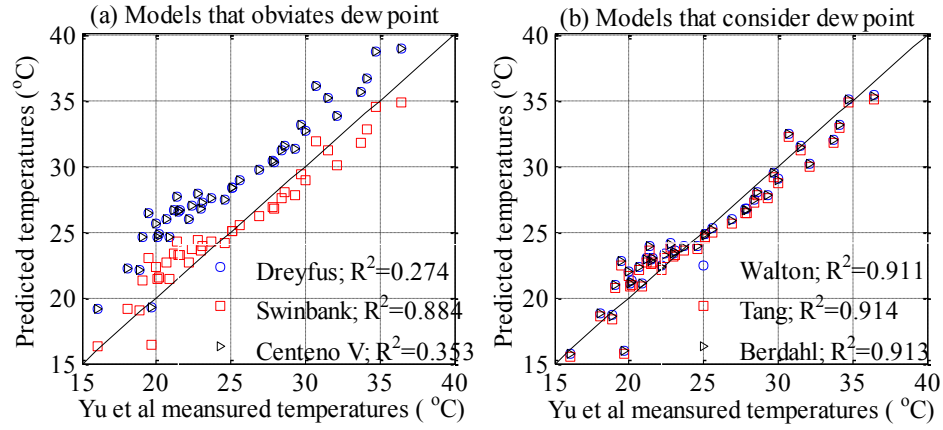 (a) Models that obviates dew point
(b) Models that consider dew point
Predicted temperatures (°C)
40
35
30
25
20
15
Dreyfus; R²=0.274
Swinbank; R²=0.884
Centeno V; R²=0.353
15 20 25 30 35 40
Yu et al meansured temperatures ( °C)
Predicted temperatures (°C)
40
35
30
25
20
15
Walton; R²=0.911
Tang; R²=0.914
Berdahl; R²=0.913
15 20 25 30 35 40
Yu et al meansured temperatures ( °C)